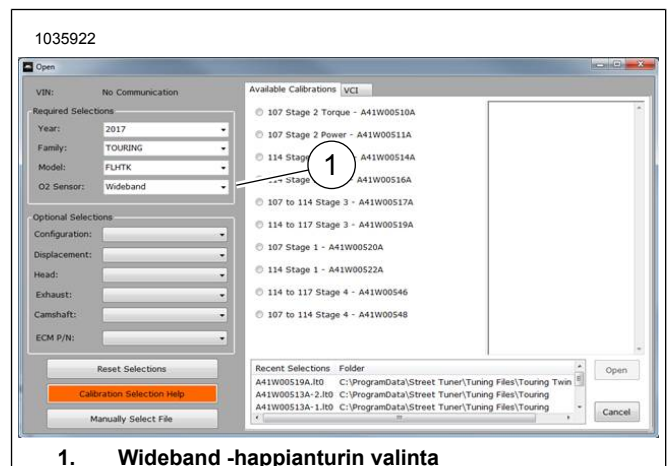 1035922
Open
VIN: No Communication
Required Selections
Year: 2017
Family: TOURING
Model: FLHTK
O2 Sensor: Wideband
Optional Selections
Configuration:
Displacement:
Head:
Exhaust:
Camshaft:
ECM P/N:
Reset Selections
Calibration Selection Help
Manually Select File
Available Calibrations VCI
107 Stage 2 Torque - A41W00510A
107 Stage 2 Power - A41W00511A
114 Stage A41W00514A
114 Stage A41W00516A
107 to 114 Stage 3 - A41W00517A
114 to 117 Stage 3 - A41W00519A
107 Stage 1 - A41W00520A
114 Stage 1 - A41W00522A
114 to 117 Stage 4 - A41W00546
107 to 114 Stage 4 - A41W00548
1
Recent Selections Folder
A41W00519A.lt0 C:\ProgramData\Street Tuner\Tuning Files\Touring Twin
A41W00513A-2.lt0 C:\ProgramData\Street Tuner\Tuning Files\Touring
A41W00513A-1.lt0 C:\ProgramData\Street Tuner\Tuning Files\Touring
Open
Cancel
1. Wideband -happianturin valinta